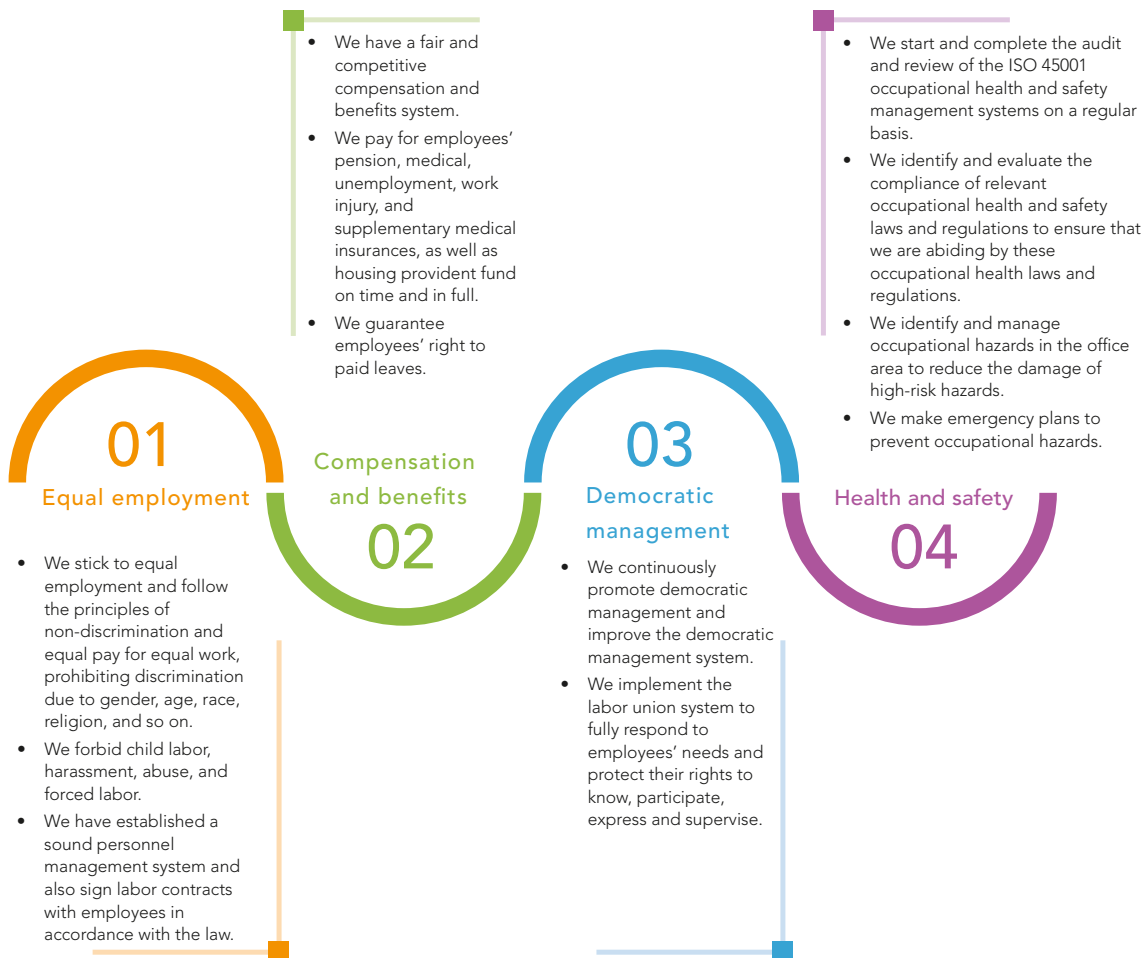 01
Equal employment
• We stick to equal
employment and follow
the principles of
non-discrimination and
equal pay for equal work,
prohibiting discrimination
due to gender, age, race,
religion, and so on.
• We forbid child labor,
harassment, abuse, and
forced labor.
• We have established a
sound personnel
management system and
also sign labor contracts
with employees in
accordance with the law.
• We have a fair and
competitive
compensation and
benefits system.
• We pay for employees’
pension, medical,
unemployment, work
injury, and
supplementary medical
insurances, as well as
housing provident fund
on time and in full.
• We guarantee
employees’ right to
paid leaves.
Compensation
and benefits
02
03
Democratic
management
• We continuously
promote democratic
management and
improve the democratic
management system.
• We implement the
labor union system to
fully respond to
employees’ needs and
protect their rights to
know, participate,
express and supervise.
• We start and complete the audit
and review of the ISO 45001
occupational health and safety
management systems on a regular
basis.
• We identify and evaluate the
compliance of relevant
occupational health and safety
laws and regulations to ensure that
we are abiding by these
occupational health laws and
regulations.
• We identify and manage
occupational hazards in the office
area to reduce the damage of
high-risk hazards.
• We make emergency plans to
prevent occupational hazards.
Health and safety
04